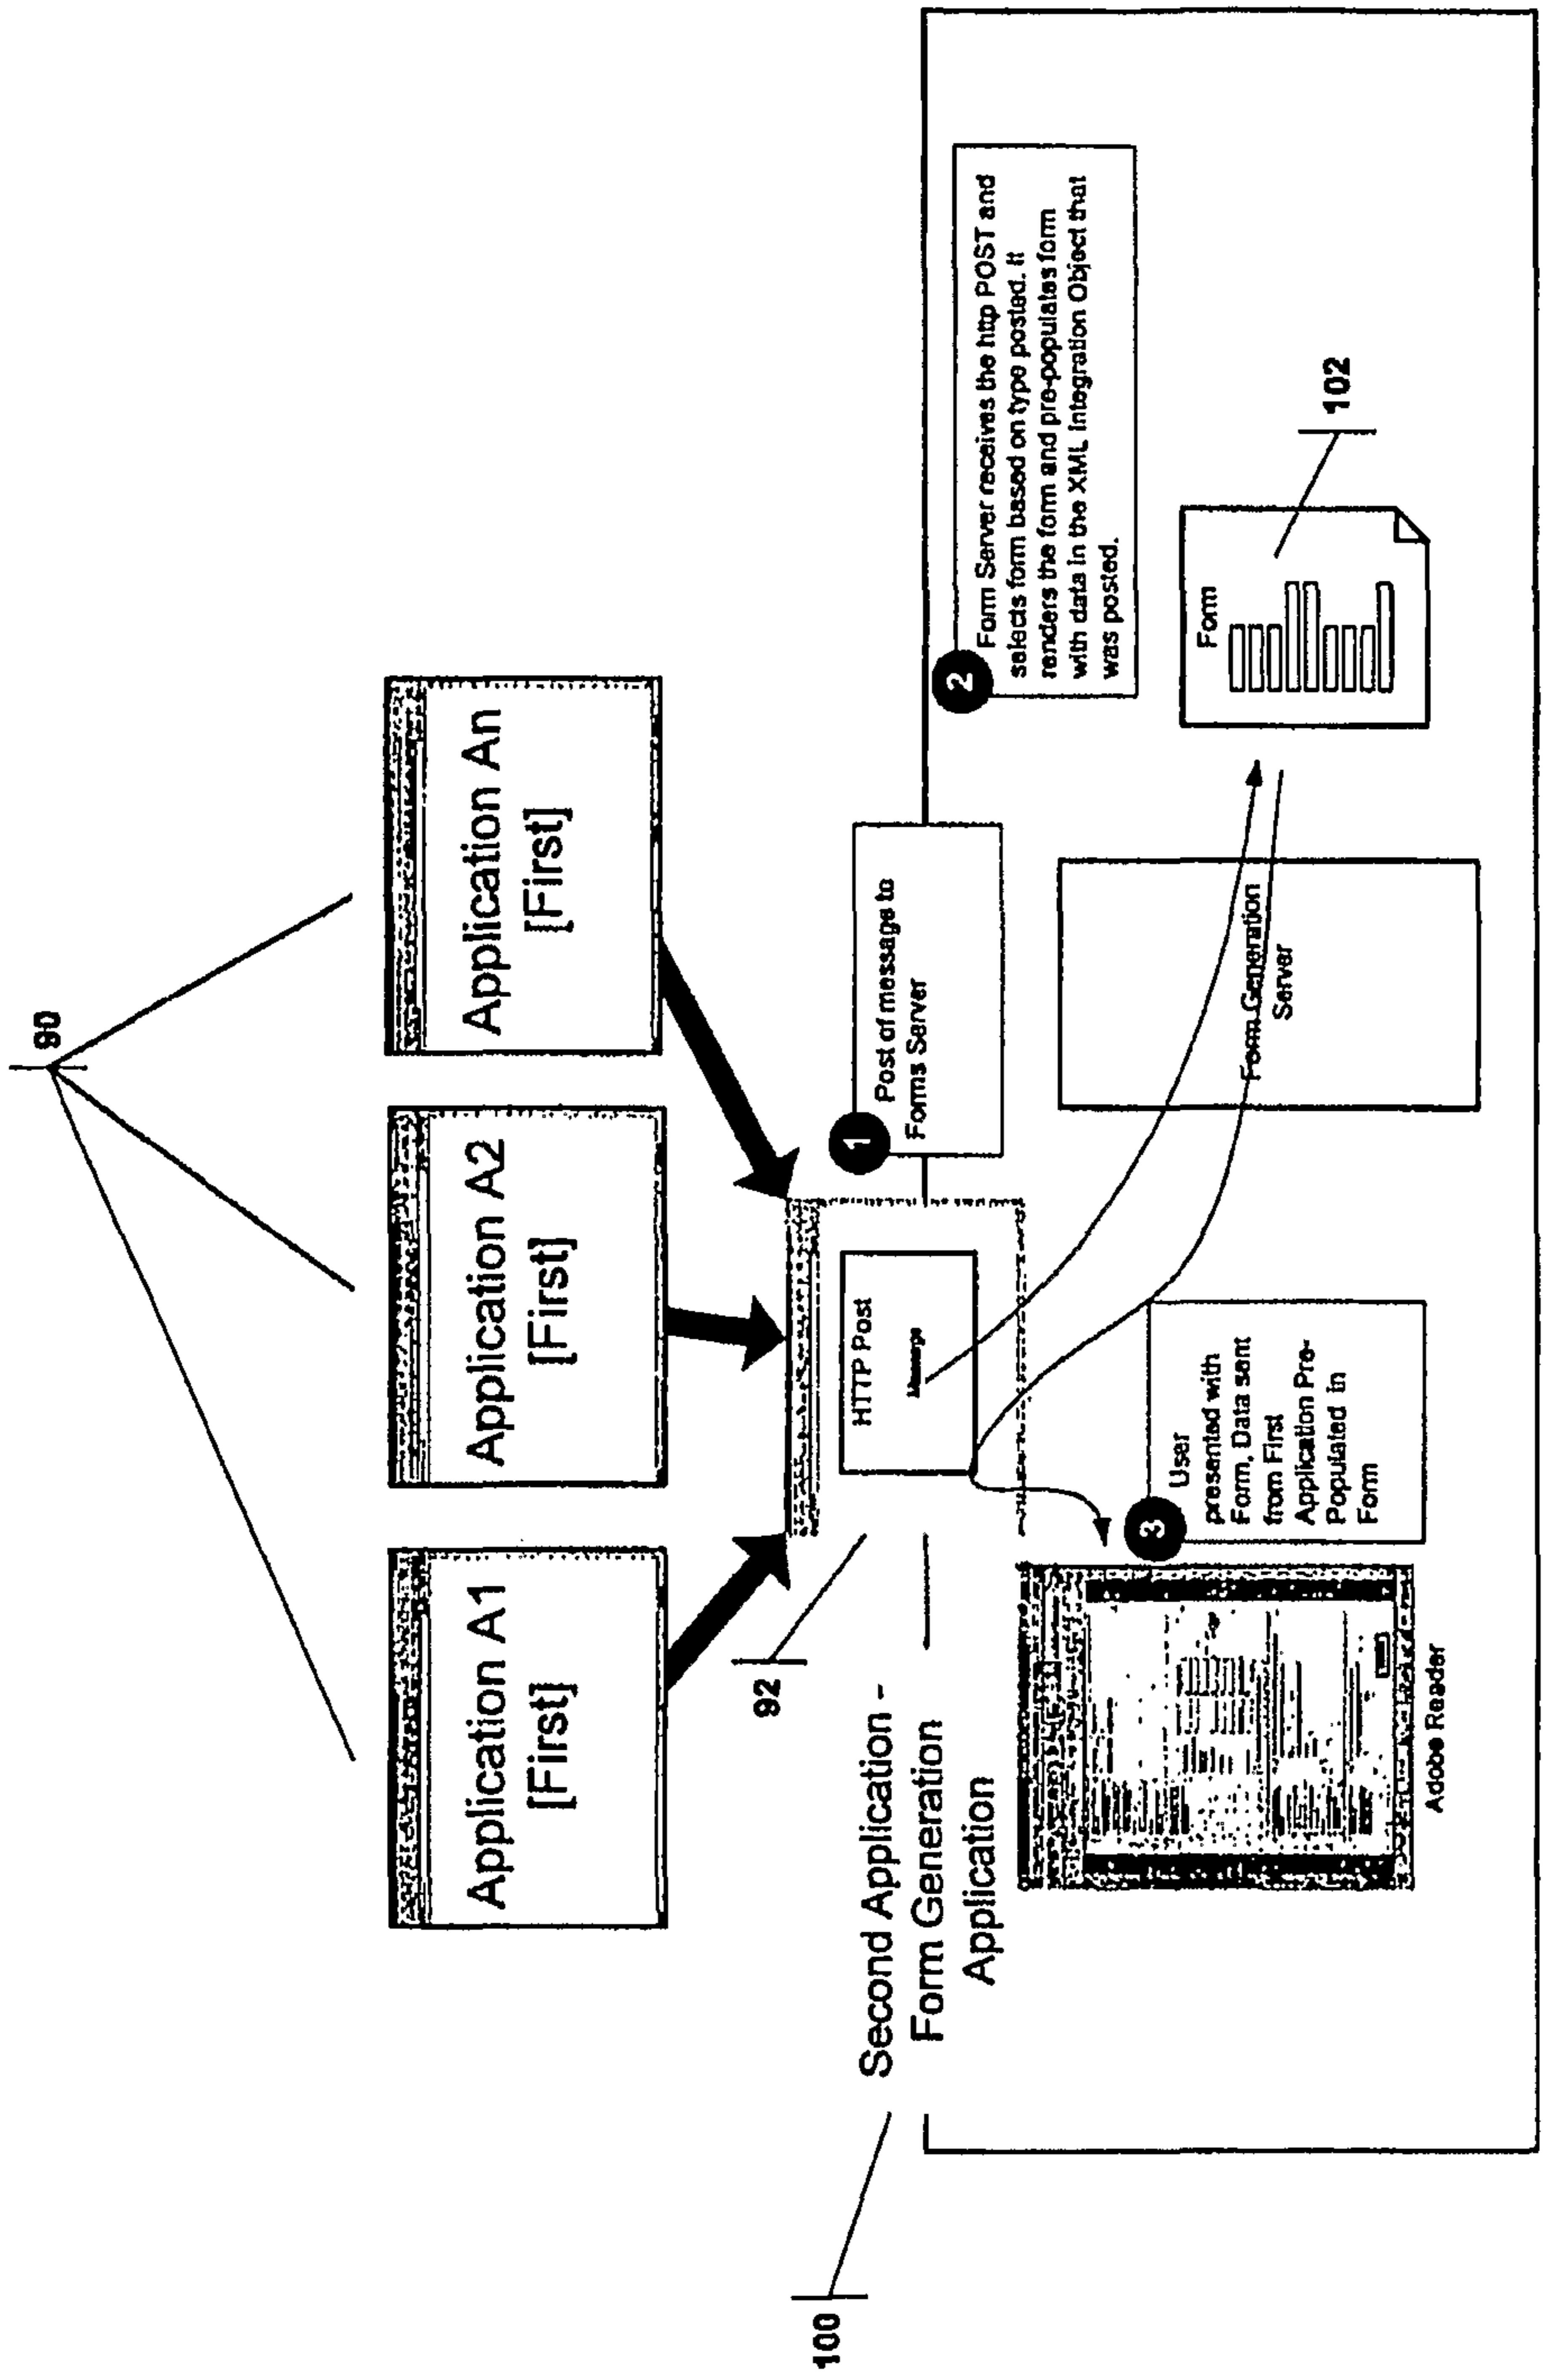 90
Application A1
[First]
Application A2
[First]
Application An
[First]
92
HTTP Post
Message
1
Post of message to
Forms Server
100
Second Application -
Form Generation
Application
2
Form Server receives the http POST and
selects form based on type posted. It
renders the form and pre-populates form
with data in the XML Integration Object that
was posted.
3
User
presented with
Form, Data sent
from First
Application Pre-
Populated in
Form
Adobe Reader
Form Generation
Server
Form
102